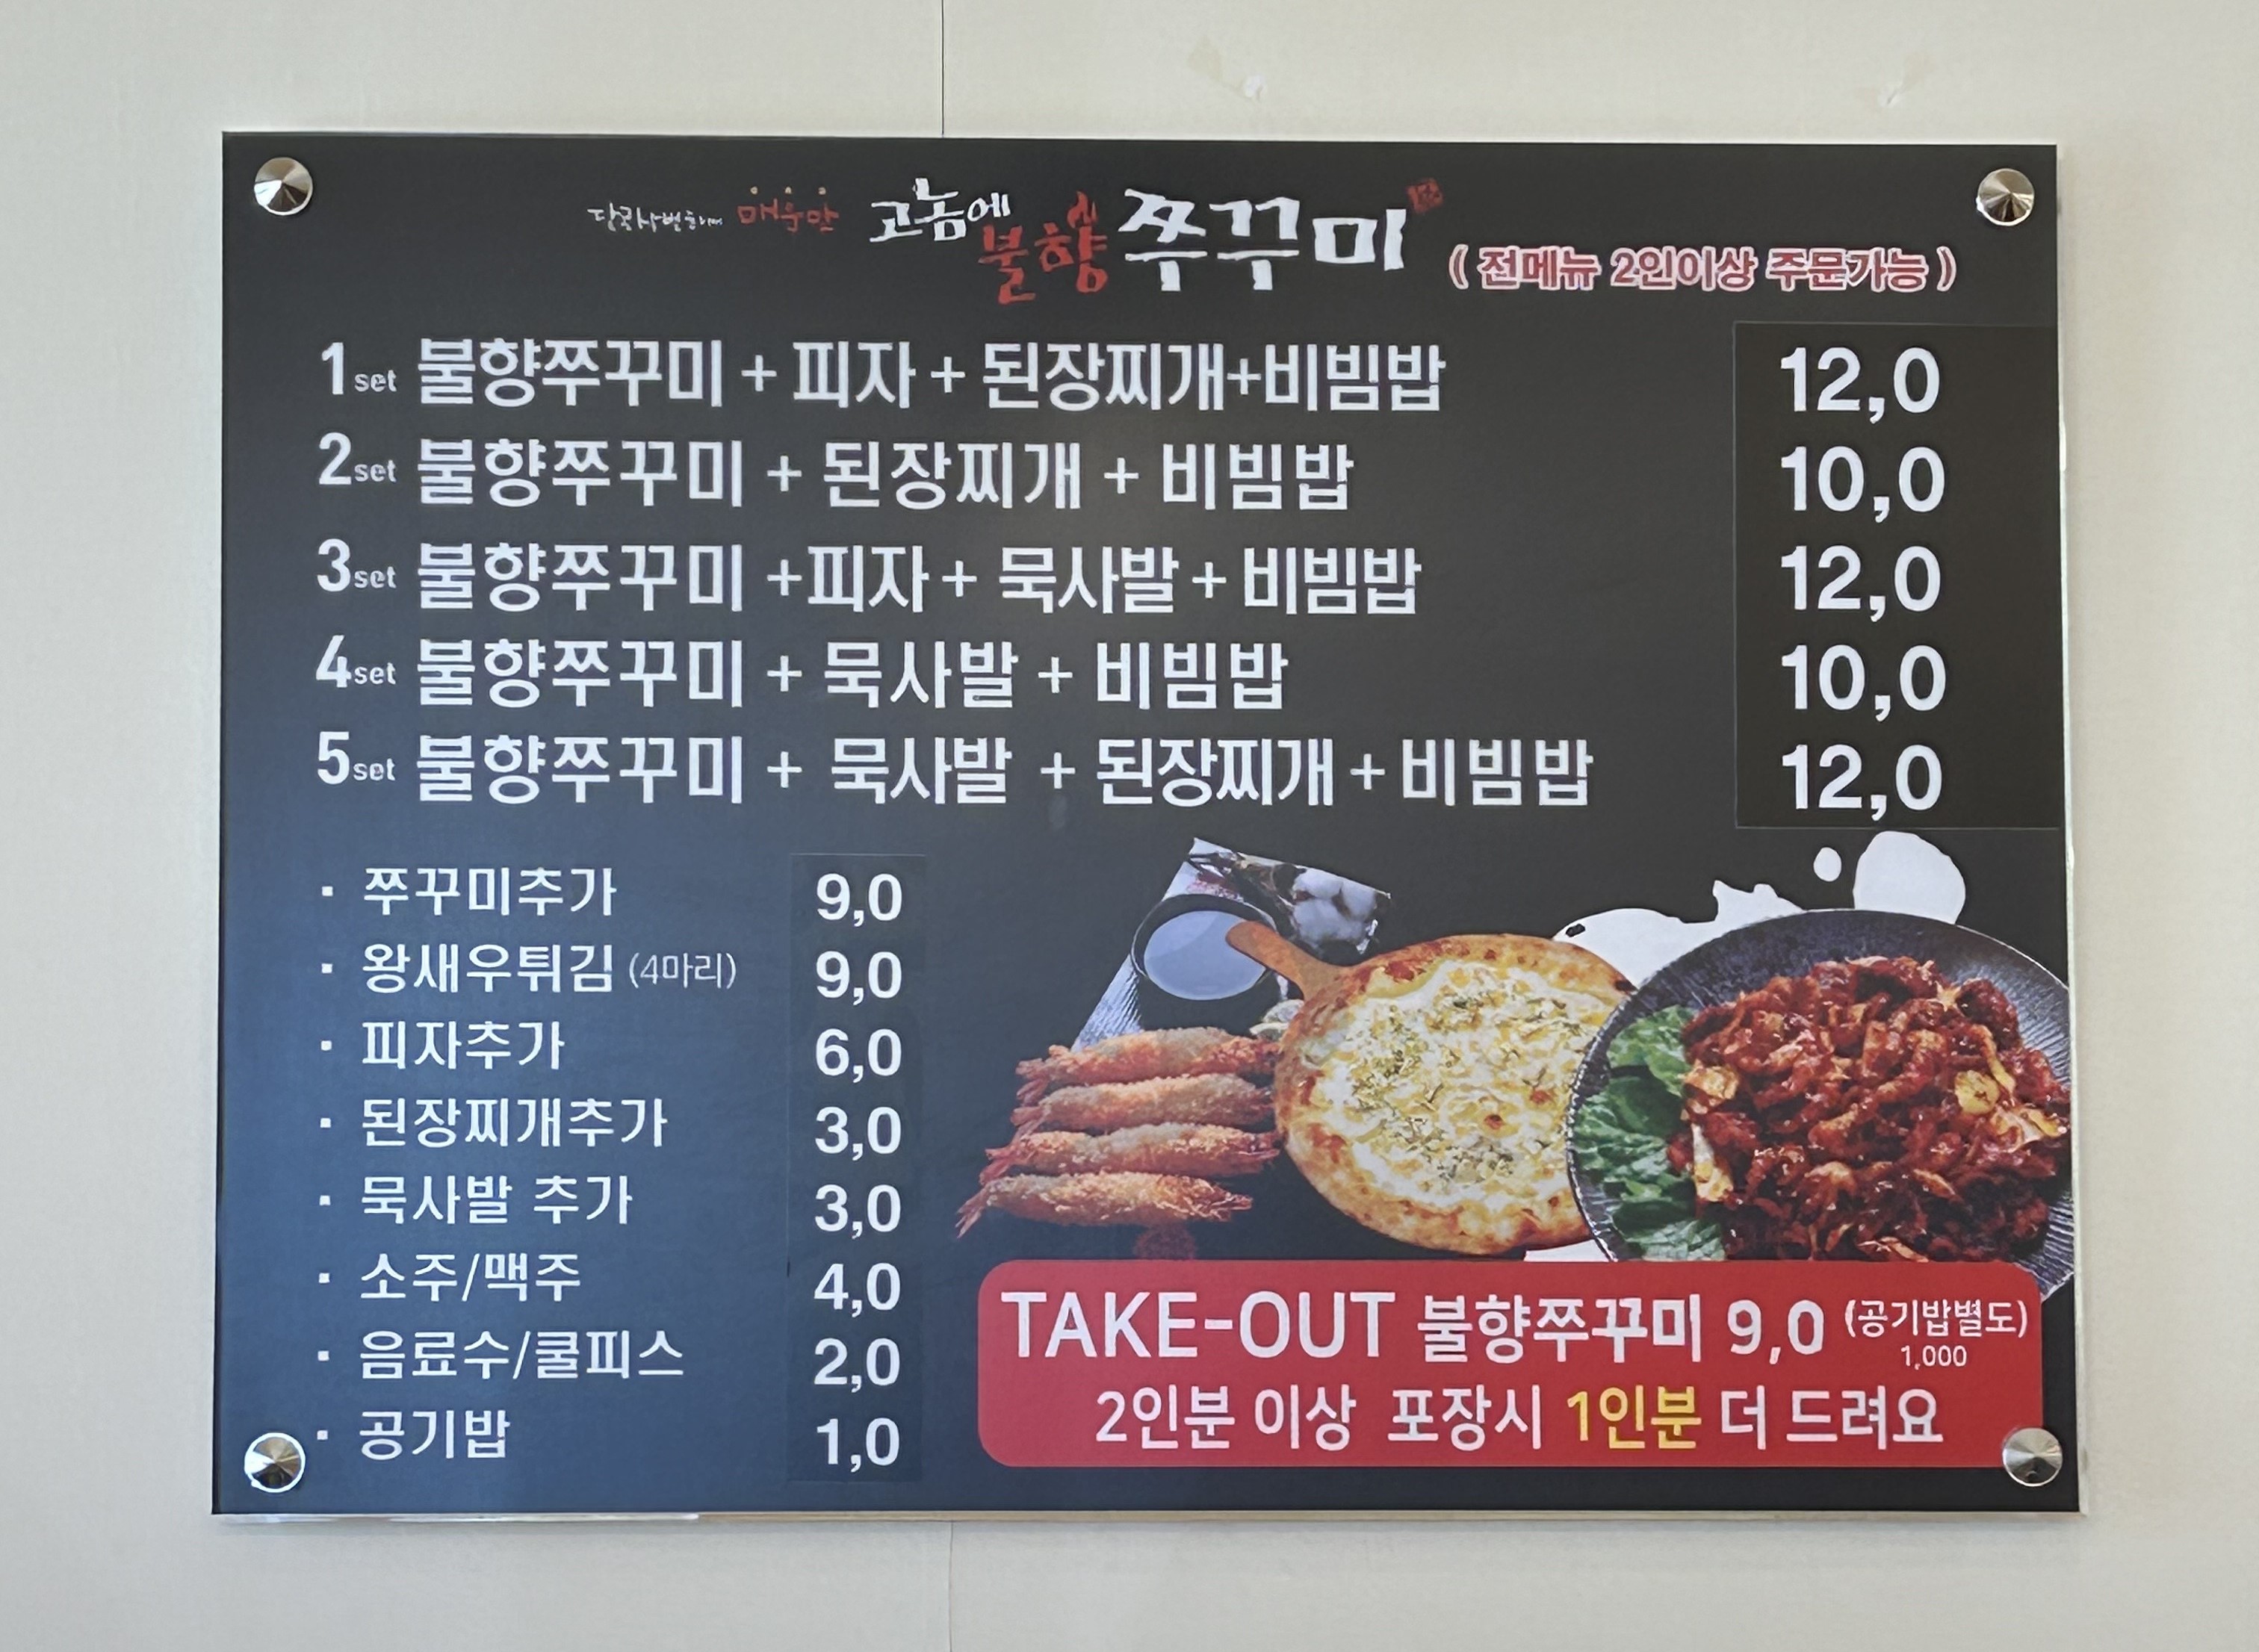 매운맛 고놈에 불향 쭈꾸미
( 전메뉴 2인이상 주문가능 )
1set 불향쭈꾸미 + 피자 + 된장찌개+비빔밥 12,0
2set 불향쭈꾸미 + 된장찌개 + 비빔밥 10,0
3set 불향쭈꾸미 +피자+ 묵사발+ 비빔밥 12,0
4set 불향쭈꾸미 + 묵사발 + 비빔밥 10,0
5set 불향쭈꾸미 + 묵사발 + 된장찌개+비빔밥 12,0
· 쭈꾸미추가 9,0
· 왕새우튀김 (4마리) 9,0
· 피자추가 6,0
· 된장찌개추가 3,0
· 묵사발 추가 3,0
· 소주/맥주 4,0
· 음료수/쿨피스 2,0
· 공기밥 1,0
TAKE-OUT 불향쭈꾸미 9,0 (공기밥별도)
1,000
2인분 이상 포장시 1인분 더 드려요